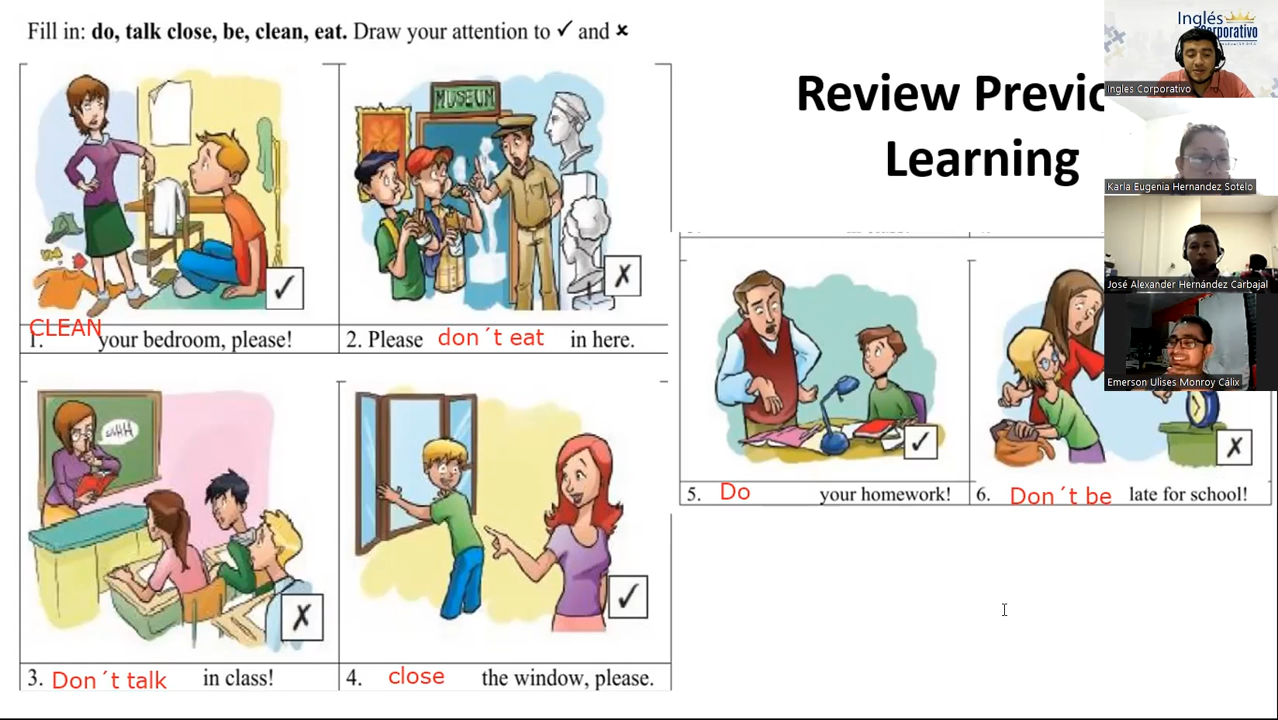 Fill in: do, talk close, be, clean, eat. Draw your attention to ✓ and ✗
Review Previo
Learning
MUSEUM
✓
✗
CLEAN
1. your bedroom, please!
2. Please don´t eat in here.
SHHH
✗
✓
3. Don´t talk in class!
4. close the window, please.
✓
✗
5. Do your homework!
6. Don´t be late for school!
Inglés
Corporativo
Ingles Corporativo
Karla Eugenia Hernandez Sotelo
José Alexander Hernández Carbajal
Emerson Ulises Monroy Cálix